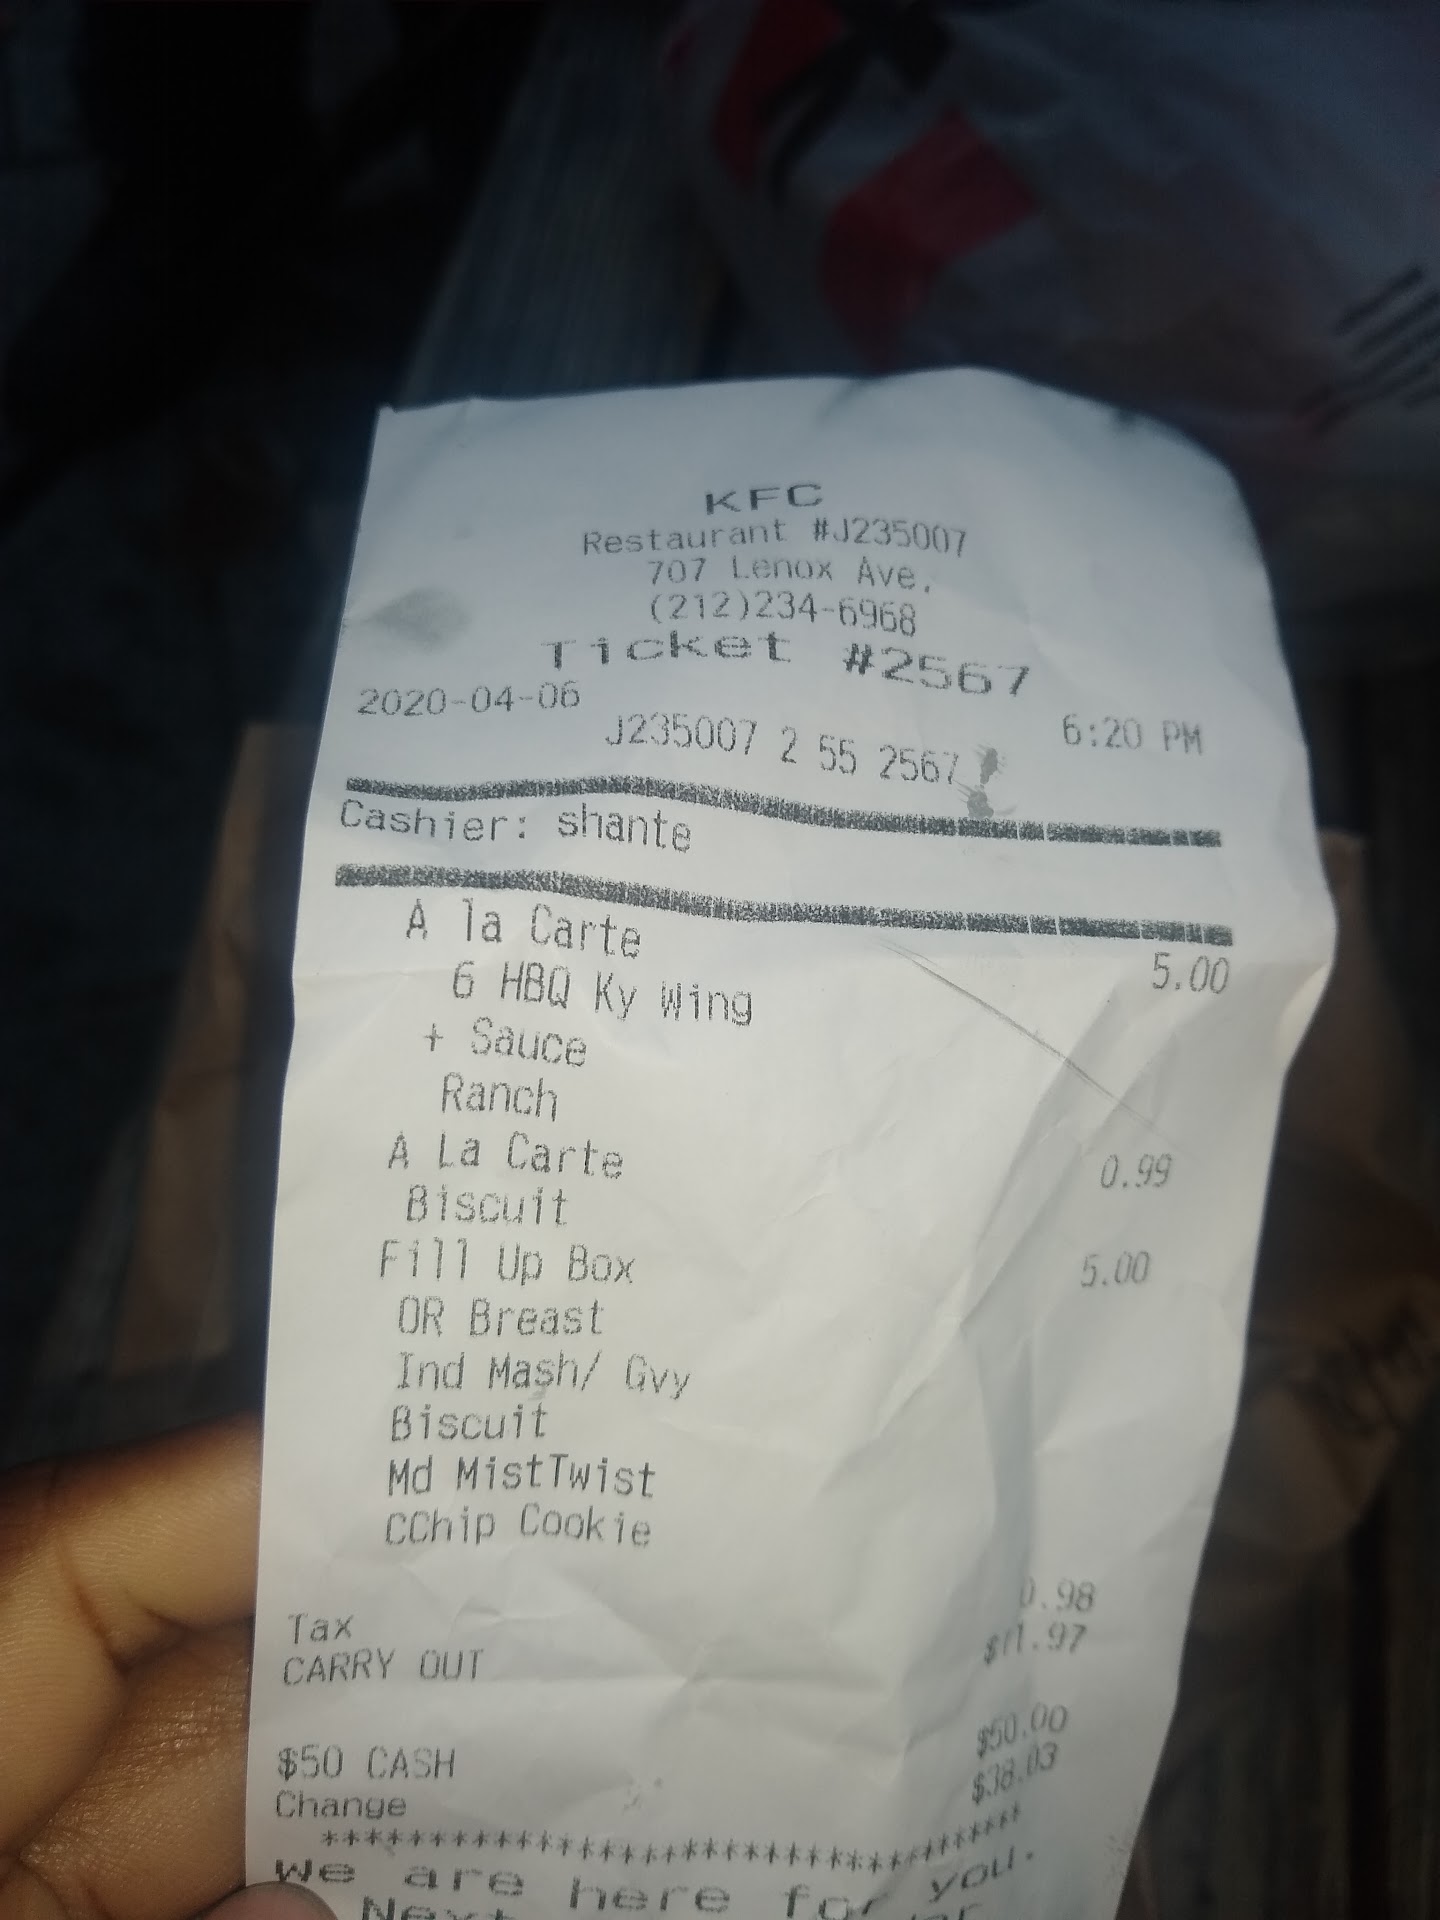 KFC
Restaurant #J235007
707 Lenox Ave.
(212)234-6968
Ticket #2567
2020-04-06 6:20 PM
J235007 2 55 2567
Cashier: shante
A la Carte 5.00
6 HBQ Ky Wing
+ Sauce
Ranch
A La Carte 0.99
Biscuit
Fill Up Box 5.00
OR Breast
Ind Mash/ Gvy
Biscuit
Md MistTwist
CChip Cookie
Tax 0.98
CARRY OUT $11.97
$50 CASH $50.00
Change $38.03
**************************************
We are here for you.
Next